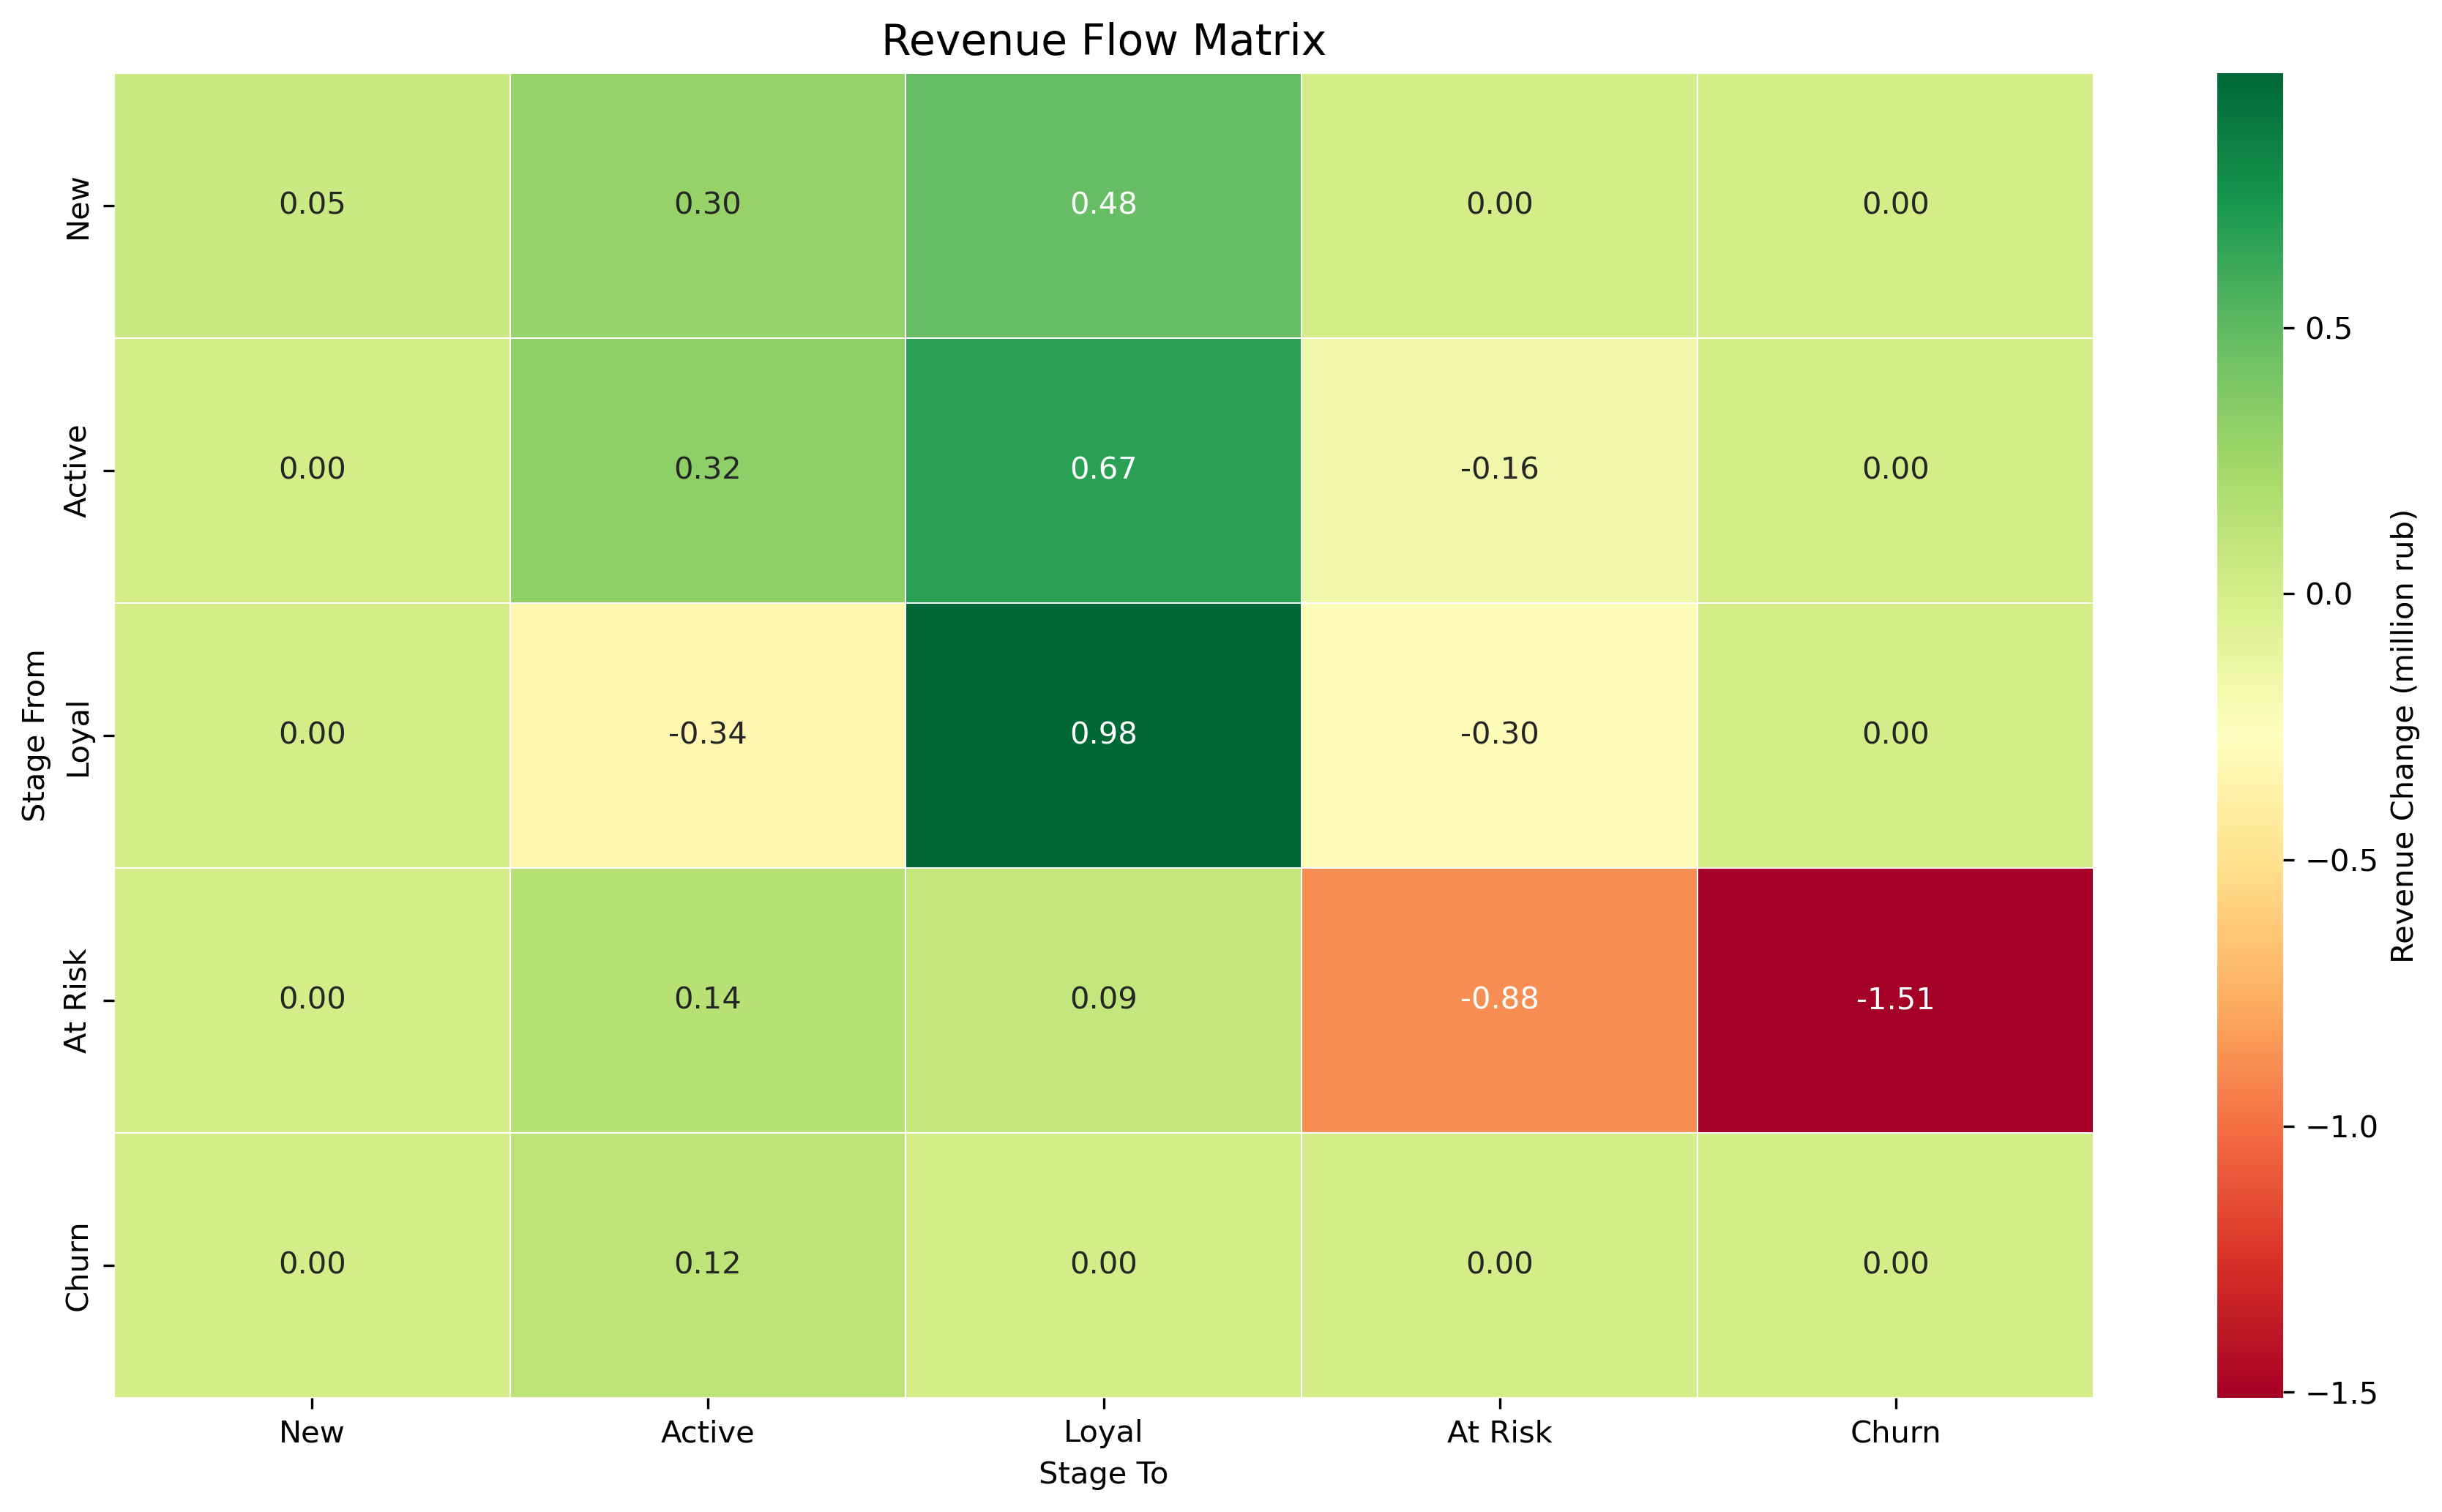 Revenue Flow Matrix
Stage From
New
0.05
0.30
0.48
0.00
0.00
Active
0.00
0.32
0.67
-0.16
0.00
Loyal
0.00
-0.34
0.98
-0.30
0.00
At Risk
0.00
0.14
0.09
-0.88
-1.51
Churn
0.00
0.12
0.00
0.00
0.00
New
Active
Loyal
At Risk
Churn
Stage To
0.5
0.0
−0.5
−1.0
−1.5
Revenue Change (million rub)